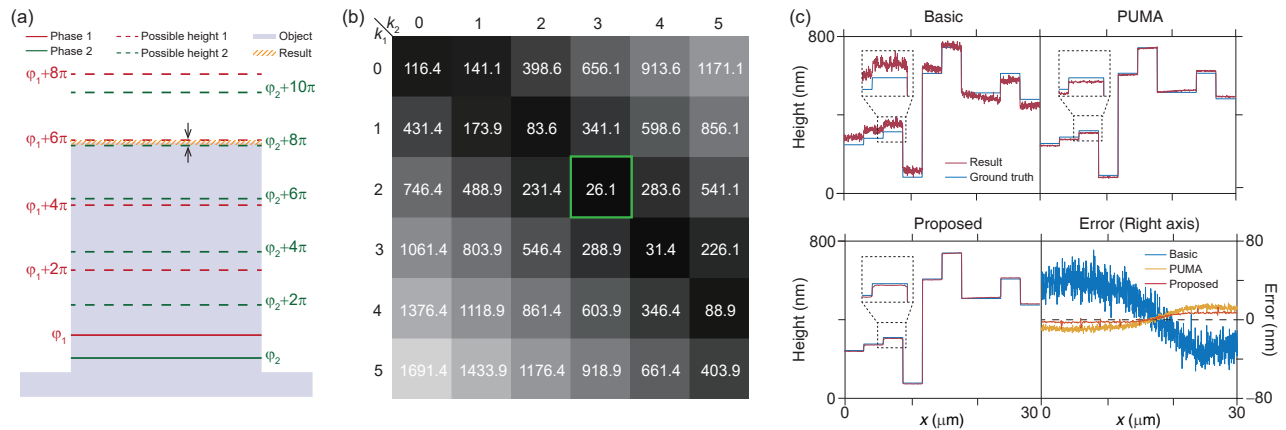 (a)
Phase 1
Phase 2
Possible height 1
Possible height 2
Object
Result
φ₁+8π
φ₂+10π
φ₁+6π
φ₂+8π
φ₂+6π
φ₁+4π
φ₂+4π
φ₁+2π
φ₂+2π
φ₁
φ₂
(b)
k₂
k₁
0 1 2 3 4 5
0 116.4 141.1 398.6 656.1 913.6 1171.1
1 431.4 173.9 83.6 341.1 598.6 856.1
2 746.4 488.9 231.4 26.1 283.6 541.1
3 1061.4 803.9 546.4 288.9 31.4 226.1
4 1376.4 1118.9 861.4 603.9 346.4 88.9
5 1691.4 1433.9 1176.4 918.9 661.4 403.9
(c)
Basic
PUMA
800
Height (nm)
0
Result
Ground truth
Proposed
Error (Right axis)
800
Height (nm)
0
0
x (μm)
30
Basic
PUMA
Proposed
80
0
−80
Error (nm)
0
x (μm)
30